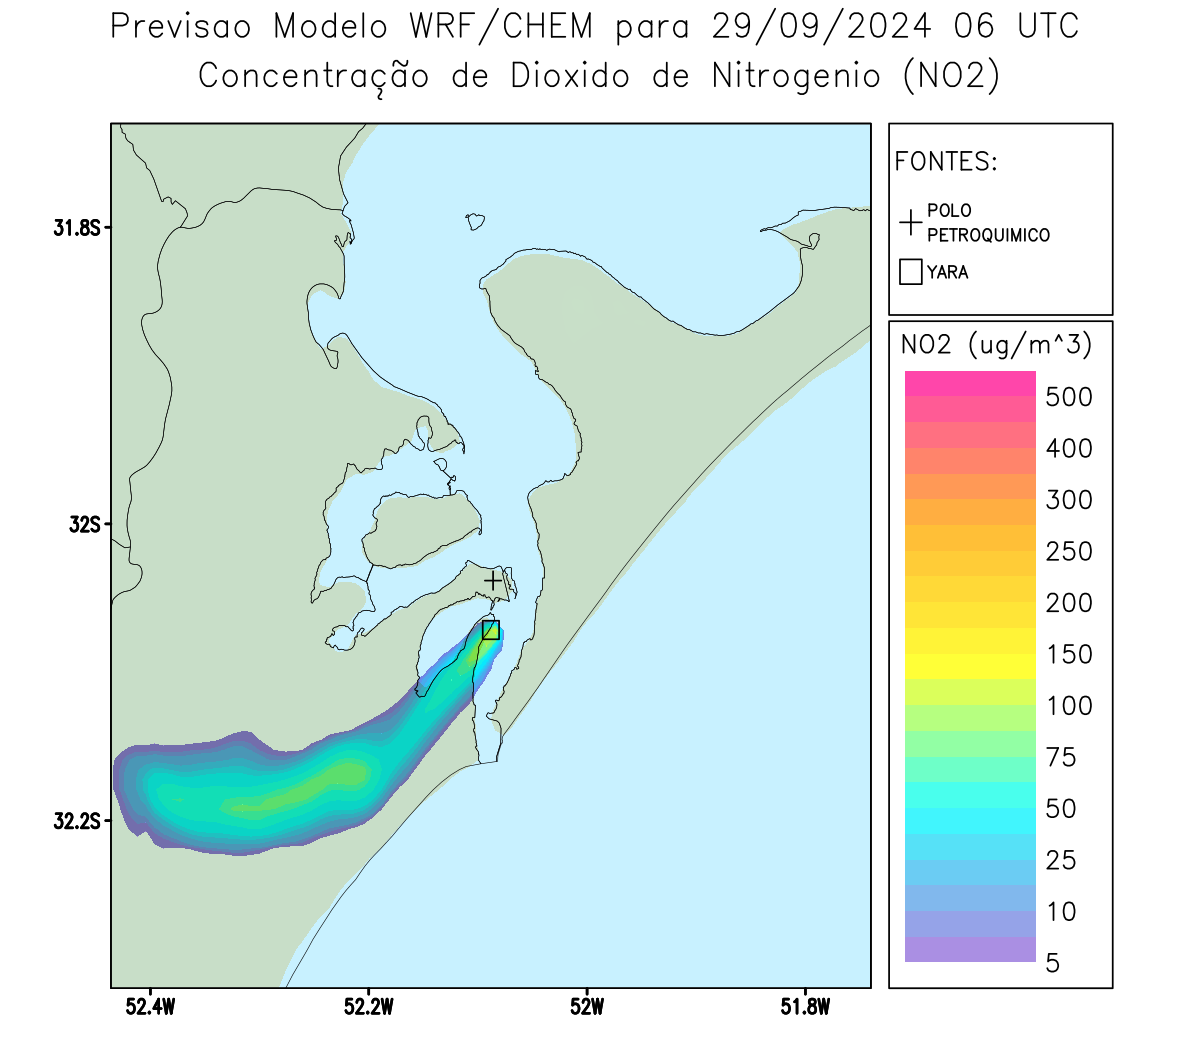 Previsao Modelo WRF/CHEM para 29/09/2024 06 UTC
Concentração de Dioxido de Nitrogenio (NO2)
FONTES:
POLO
PETROQUIMICO
YARA
NO2 (ug/m^3)
500
400
300
250
200
150
100
75
50
25
10
5
31.8S
32S
32.2S
52.4W
52.2W
52W
51.8W